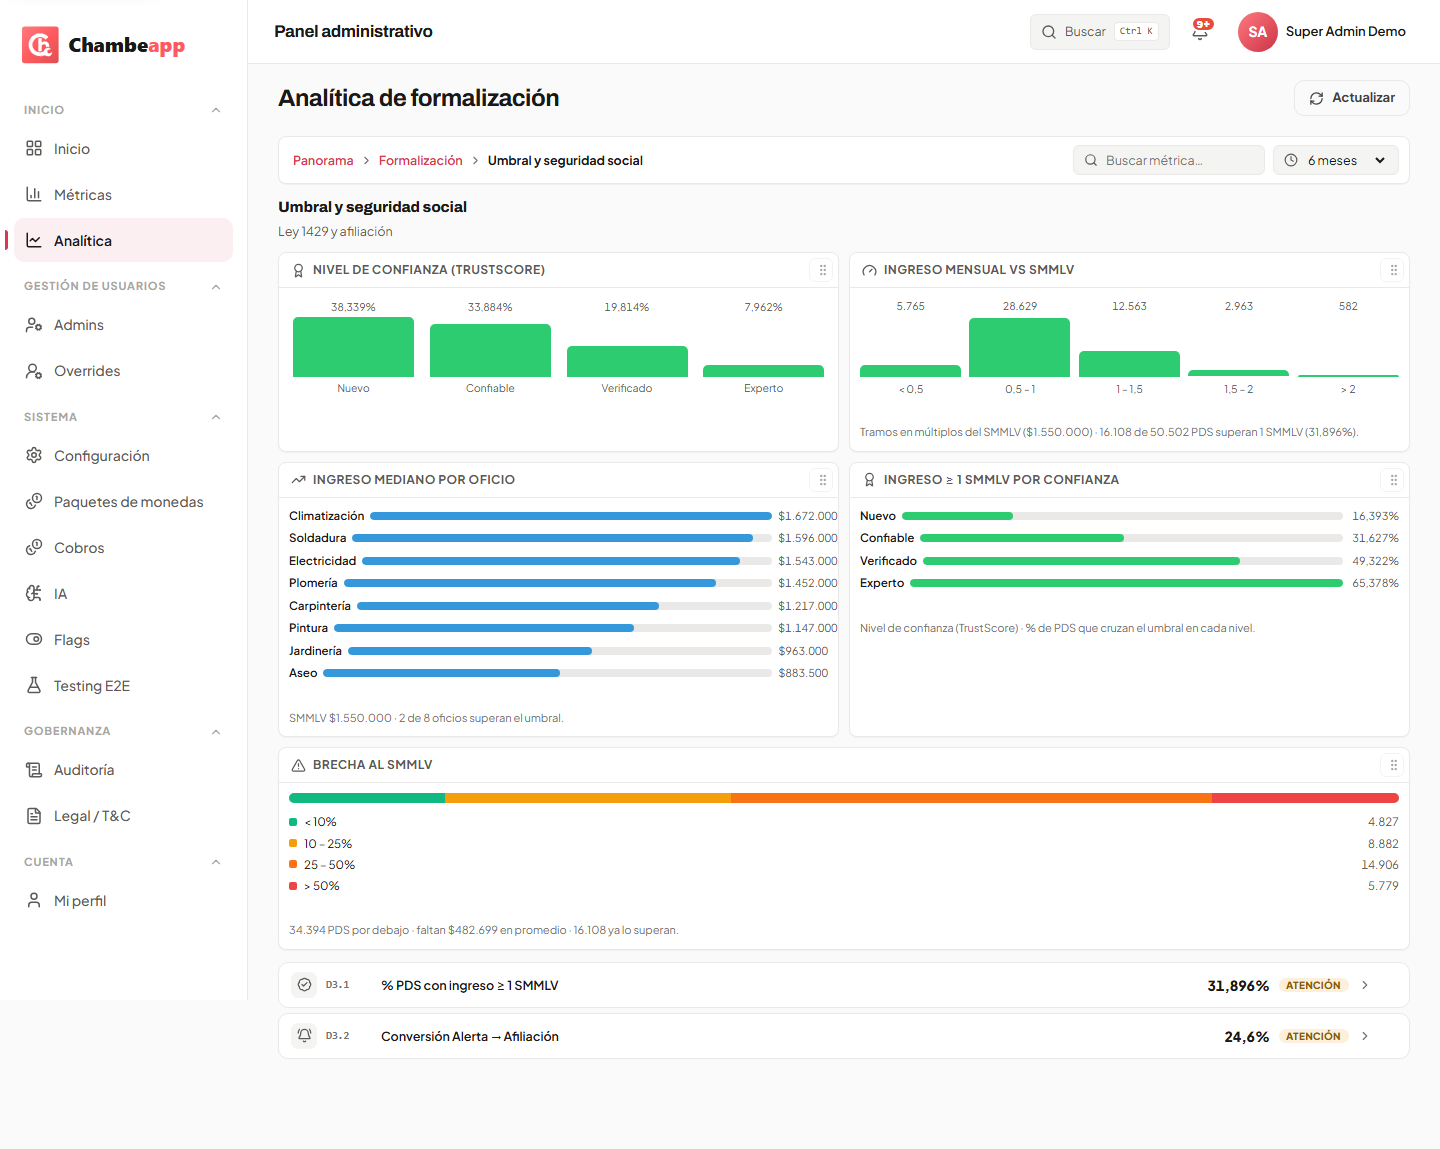 Chambeapp
Panel administrativo
Buscar Ctrl K
9+
SA Super Admin Demo
INICIO
Inicio
Métricas
Analítica
GESTIÓN DE USUARIOS
Admins
Overrides
SISTEMA
Configuración
Paquetes de monedas
Cobros
IA
Flags
Testing E2E
GOBERNANZA
Auditoría
Legal / T&C
CUENTA
Mi perfil
Analítica de formalización
Actualizar
Panorama > Formalización > Umbral y seguridad social
Buscar métrica...
6 meses
Umbral y seguridad social
Ley 1429 y afiliación
NIVEL DE CONFIANZA (TRUSTSCORE)
38,339% 33,884% 19,814% 7,962%
Nuevo Confiable Verificado Experto
INGRESO MENSUAL VS SMMLV
5.765 28.629 12.563 2.963 582
< 0,5 0,5 – 1 1 – 1,5 1,5 – 2 > 2
Tramos en múltiplos del SMMLV ($1.550.000) · 16.108 de 50.502 PDS superan 1 SMMLV (31,896%).
INGRESO MEDIANO POR OFICIO
Climatización $1.672.000
Soldadura $1.596.000
Electricidad $1.543.000
Plomería $1.452.000
Carpintería $1.217.000
Pintura $1.147.000
Jardinería $963.000
Aseo $883.500
SMMLV $1.550.000 · 2 de 8 oficios superan el umbral.
INGRESO ≥ 1 SMMLV POR CONFIANZA
Nuevo 16,393%
Confiable 31,627%
Verificado 49,322%
Experto 65,378%
Nivel de confianza (TrustScore) · % de PDS que cruzan el umbral en cada nivel.
BRECHA AL SMMLV
< 10% 4.827
10 – 25% 8.882
25 – 50% 14.906
> 50% 5.779
34.394 PDS por debajo · faltan $482.699 en promedio · 16.108 ya lo superan.
D3.1 % PDS con ingreso ≥ 1 SMMLV 31,896% ATENCIÓN
D3.2 Conversión Alerta → Afiliación 24,6% ATENCIÓN